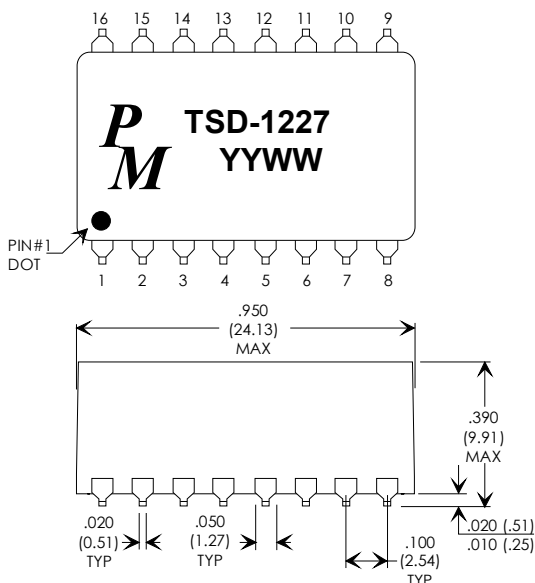 16 15 14 13 12 11 10 9
P
M
TSD-1227
YYWW
PIN#1
DOT
1 2 3 4 5 6 7 8
.950
(24.13)
MAX
.390
(9.91)
MAX
.020
(0.51)
TYP
.050
(1.27)
TYP
.100
(2.54)
TYP
.020 (.51)
.010 (.25)